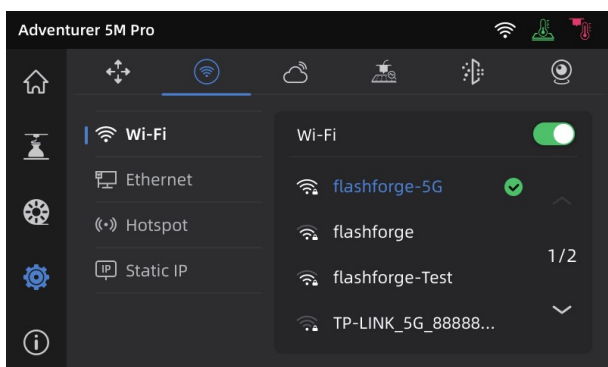 Adventurer 5M Pro
Wi-Fi
Ethernet
Hotspot
IP Static IP
Wi-Fi
flashforge-5G
flashforge
flashforge-Test
TP-LINK_5G_88888...
1/2